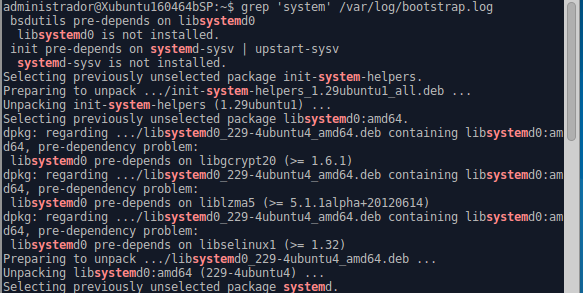 administrador@Xubuntu160464bSP:~$ grep 'system' /var/log/bootstrap.log
 bsdutils pre-depends on libsystemd0
  libsystemd0 is not installed.
 init pre-depends on systemd-sysv | upstart-sysv
  systemd-sysv is not installed.
Selecting previously unselected package init-system-helpers.
Preparing to unpack .../init-system-helpers_1.29ubuntu1_all.deb ...
Unpacking init-system-helpers (1.29ubuntu1) ...
Selecting previously unselected package libsystemd0:amd64.
dpkg: regarding .../libsystemd0_229-4ubuntu4_amd64.deb containing libsystemd0:am
d64, pre-dependency problem:
 libsystemd0 pre-depends on libgcrypt20 (>= 1.6.1)
dpkg: regarding .../libsystemd0_229-4ubuntu4_amd64.deb containing libsystemd0:am
d64, pre-dependency problem:
 libsystemd0 pre-depends on liblzma5 (>= 5.1.1alpha+20120614)
dpkg: regarding .../libsystemd0_229-4ubuntu4_amd64.deb containing libsystemd0:am
d64, pre-dependency problem:
 libsystemd0 pre-depends on libselinux1 (>= 1.32)
Preparing to unpack .../libsystemd0_229-4ubuntu4_amd64.deb ...
Unpacking libsystemd0:amd64 (229-4ubuntu4) ...
Selecting previously unselected package systemd.